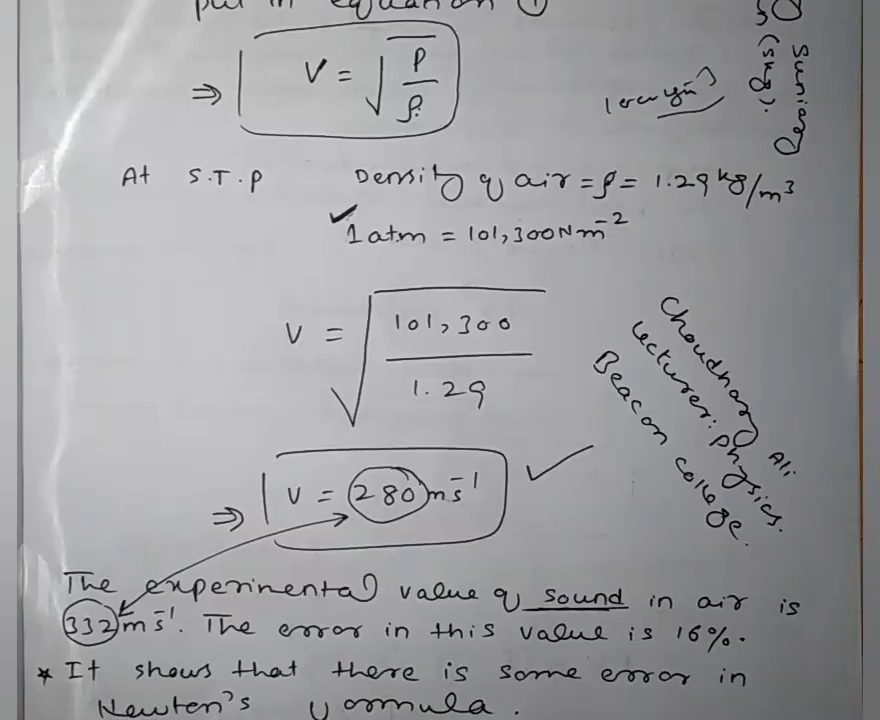 put in equation ①
⇒ V = √P/ρ
At S.T.P Density of air = ρ = 1.29 kg/m³
✓ 1 atm = 101,300 Nm⁻²
V = √101,300/1.29
⇒ V = 280 ms⁻¹ ✓
The experimental value of sound in air is
332 ms⁻¹. The error in this value is 16%.
* It shows that there is some error in
Newton's formula.
Choudhary Ali
Lecturer: Physics.
Beacon college.